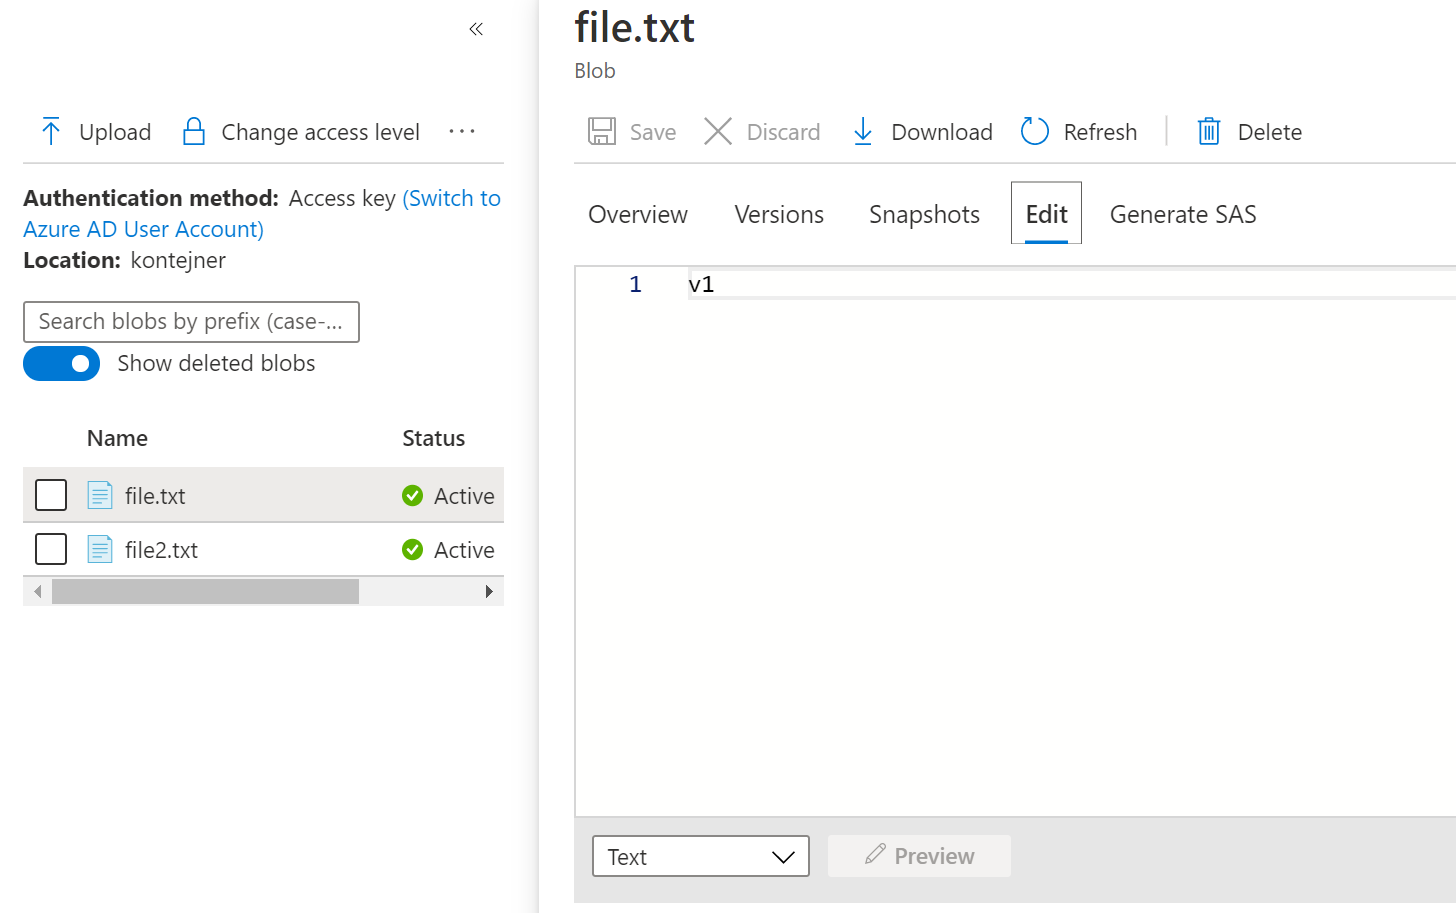 «
Upload Change access level ...
Authentication method: Access key (Switch to
Azure AD User Account)
Location: kontejner
Search blobs by prefix (case-...
Show deleted blobs
Name Status
file.txt Active
file2.txt Active
file.txt
Blob
Save Discard Download Refresh Delete
Overview Versions Snapshots Edit Generate SAS
1 v1
Text Preview